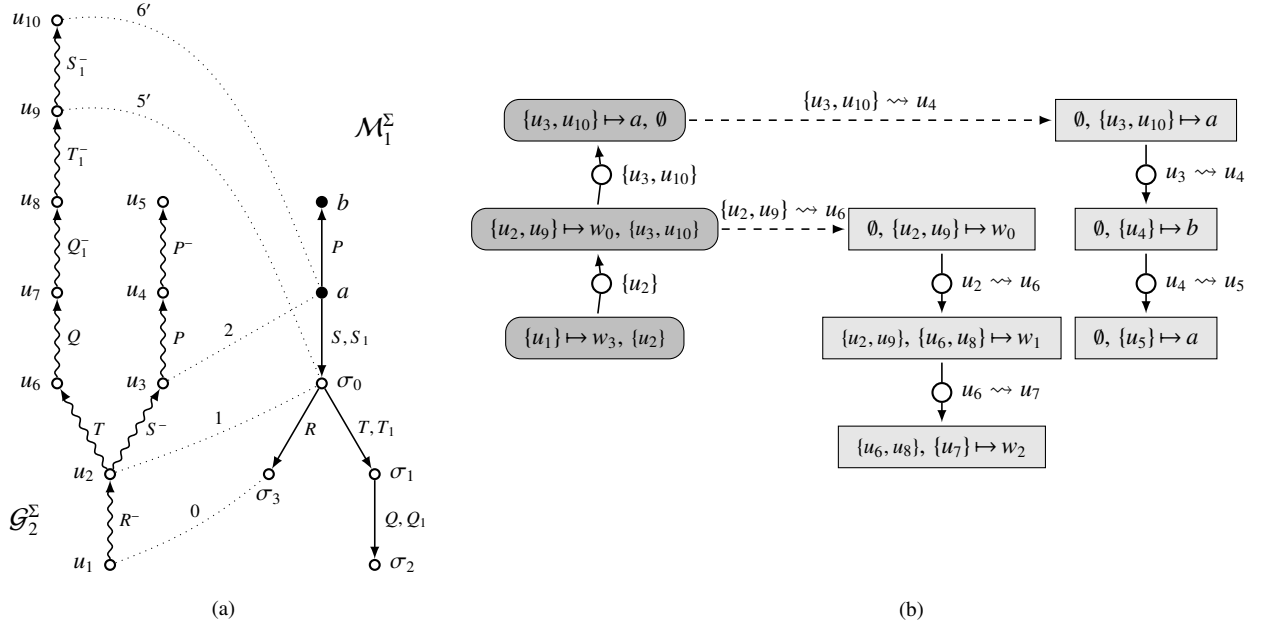 u₁₀
6′
S₁⁻
u₉
5′
T₁⁻
u₈
Q₁⁻
u₇
Q
u₆
T
u₅
P⁻
u₄
P
u₃
S⁻
u₂
R⁻
u₁
2
1
0
𝒢₂^Σ
ℳ₁^Σ
b
P
a
S, S₁
σ₀
R
T, T₁
σ₃
σ₁
Q, Q₁
σ₂
(a)
{u₃, u₁₀} ↦ a, ∅
{u₃, u₁₀} ⇝ u₄
∅, {u₃, u₁₀} ↦ a
{u₃, u₁₀}
u₃ ⇝ u₄
{u₂, u₉} ↦ w₀, {u₃, u₁₀}
{u₂, u₉} ⇝ u₆
∅, {u₂, u₉} ↦ w₀
∅, {u₄} ↦ b
{u₂}
u₂ ⇝ u₆
u₄ ⇝ u₅
{u₁} ↦ w₃, {u₂}
{u₂, u₉}, {u₆, u₈} ↦ w₁
∅, {u₅} ↦ a
u₆ ⇝ u₇
{u₆, u₈}, {u₇} ↦ w₂
(b)